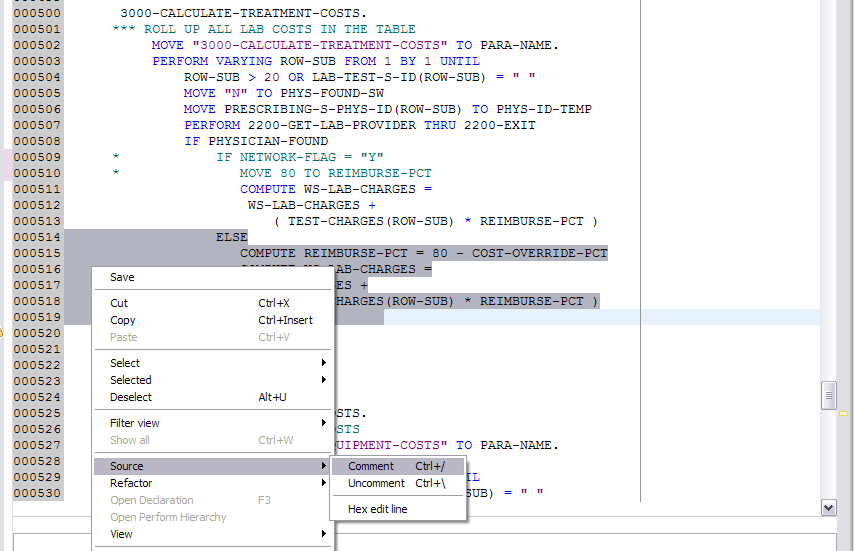 000500 3000-CALCULATE-TREATMENT-COSTS.
000501 *** ROLL UP ALL LAB COSTS IN THE TABLE
000502 MOVE "3000-CALCULATE-TREATMENT-COSTS" TO PARA-NAME.
000503 PERFORM VARYING ROW-SUB FROM 1 BY 1 UNTIL
000504 ROW-SUB > 20 OR LAB-TEST-S-ID(ROW-SUB) = " "
000505 MOVE "N" TO PHYS-FOUND-SW
000506 MOVE PRESCRIBING-S-PHYS-ID(ROW-SUB) TO PHYS-ID-TEMP
000507 PERFORM 2200-GET-LAB-PROVIDER THRU 2200-EXIT
000508 IF PHYSICIAN-FOUND
000509 * IF NETWORK-FLAG = "Y"
000510 * MOVE 80 TO REIMBURSE-PCT
000511 COMPUTE WS-LAB-CHARGES =
000512 WS-LAB-CHARGES +
000513 ( TEST-CHARGES(ROW-SUB) * REIMBURSE-PCT )
000514 ELSE
000515 COMPUTE REIMBURSE-PCT = 80 - COST-OVERRIDE-PCT
000516 LAB-CHARGES =
000517 ES +
000518 HARGES(ROW-SUB) * REIMBURSE-PCT )
000519
000520
000521
000522
000523
000524
000525 STS.
000526 STS
000527 UIPMENT-COSTS" TO PARA-NAME.
000528
000529 IL
000530 SUB) = " "
Save
Cut Ctrl+X
Copy Ctrl+Insert
Paste Ctrl+V
Select
Selected
Deselect Alt+U
Filter view
Show all Ctrl+W
Source
Refactor
Open Declaration F3
Open Perform Hierarchy
View
Comment Ctrl+/
Uncomment Ctrl+\
Hex edit line